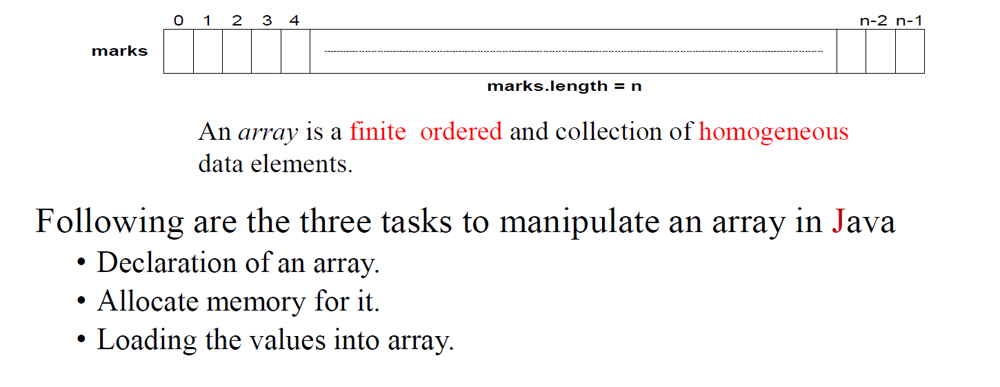 0 1 2 3 4 n-2 n-1
marks
marks.length = n
An array is a finite ordered and collection of homogeneous
data elements.
Following are the three tasks to manipulate an array in Java
• Declaration of an array.
• Allocate memory for it.
• Loading the values into array.